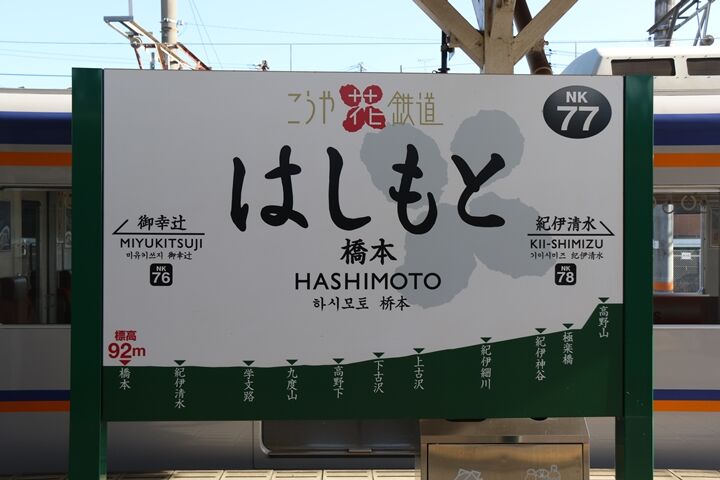 こうや花鉄道
NK
77
はしもと
橋本
HASHIMOTO
하시모토 桥本
御幸辻
MIYUKITSUJI
미유키쓰지 御幸辻
NK
76
紀伊清水
KII-SHIMIZU
기이시미즈 纪伊清水
NK
78
標高
92m
橋本
紀伊清水
学文路
九度山
高野下
下古沢
上古沢
紀伊細川
紀伊神谷
極楽橋
高野山